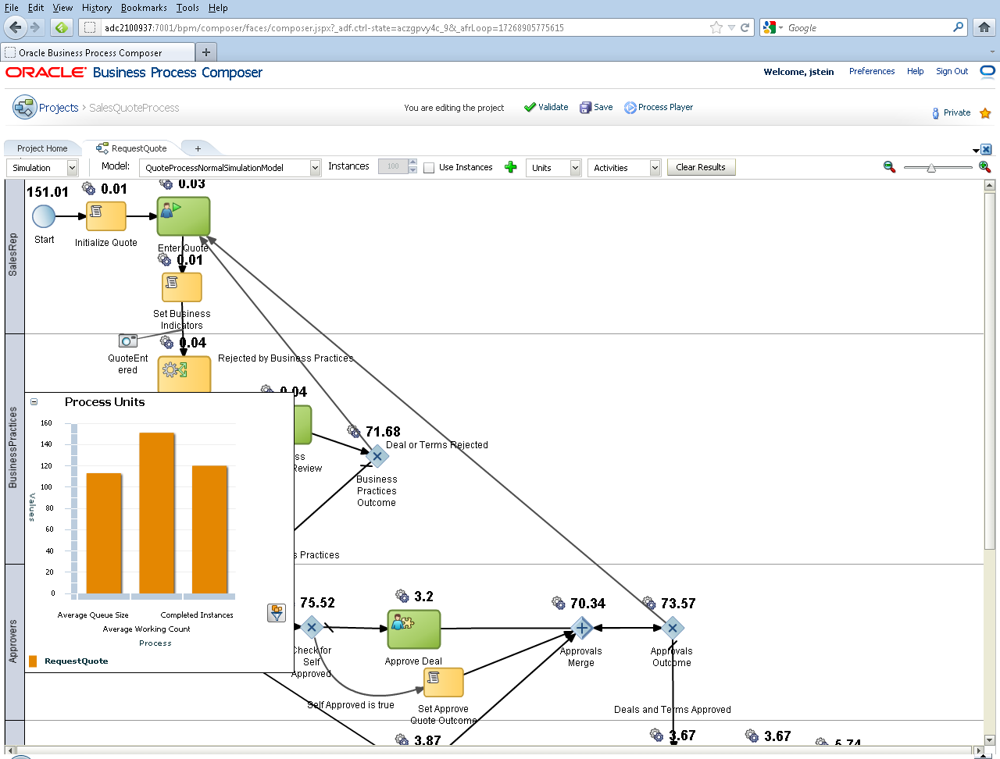 File Edit View History Bookmarks Tools Help
adc2100937:7001/bpm/composer/faces/composer.jspx?_adf.ctrl-state=aczgpvy4c_9&_afrLoop=17268905775615
Google
Oracle Business Process Composer
ORACLE Business Process Composer
Welcome, jstein Preferences Help Sign Out
Projects > SalesQuoteProcess
You are editing the project Validate Save Process Player
Private
Project Home RequestQuote +
Simulation Model: QuoteProcessNormalSimulationModel Instances 100 Use Instances Units Activities Clear Results
SalesRep
151.01 0.01 0.03
Start
Initialize Quote
Enter Quote
0.01
Set Business
Indicators
BusinessPractices
0.04
QuoteEnt
ered
Rejected by Business Practices
0.04
71.68
Deal or Terms Rejected
ss
Review
Business
Practices
Outcome
s Practices
Process Units
160
140
120
100
80
60
40
20
0
Values
Average Queue Size
Completed Instances
Average Working Count
Process
RequestQuote
Approvers
75.52
3.2
70.34
73.57
Check for
Self
Approved
Approve Deal
Approvals
Merge
Approvals
Outcome
Self Approved is true
Set Approve
Quote Outcome
Deals and Terms Approved
3.87
3.67
3.67
5.74